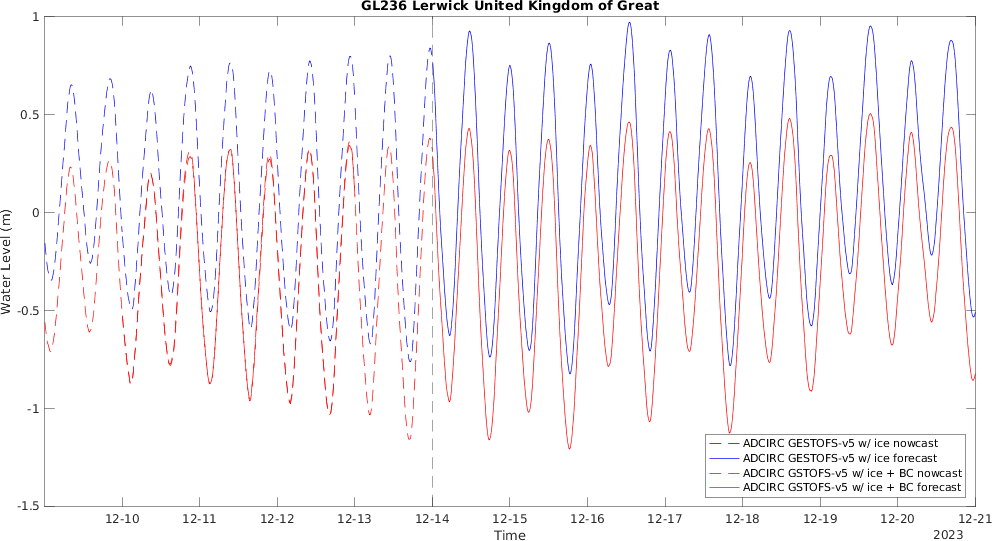 GL236 Lerwick United Kingdom of Great
Water Level (m)
1
0.5
0
-0.5
-1
-1.5
ADCIRC GESTOFS-v5 w/ ice nowcast
ADCIRC GESTOFS-v5 w/ ice forecast
ADCIRC GSTOFS-v5 w/ ice + BC nowcast
ADCIRC GSTOFS-v5 w/ ice + BC forecast
12-10 12-11 12-12 12-13 12-14 12-15 12-16 12-17 12-18 12-19 12-20 12-21
Time
2023